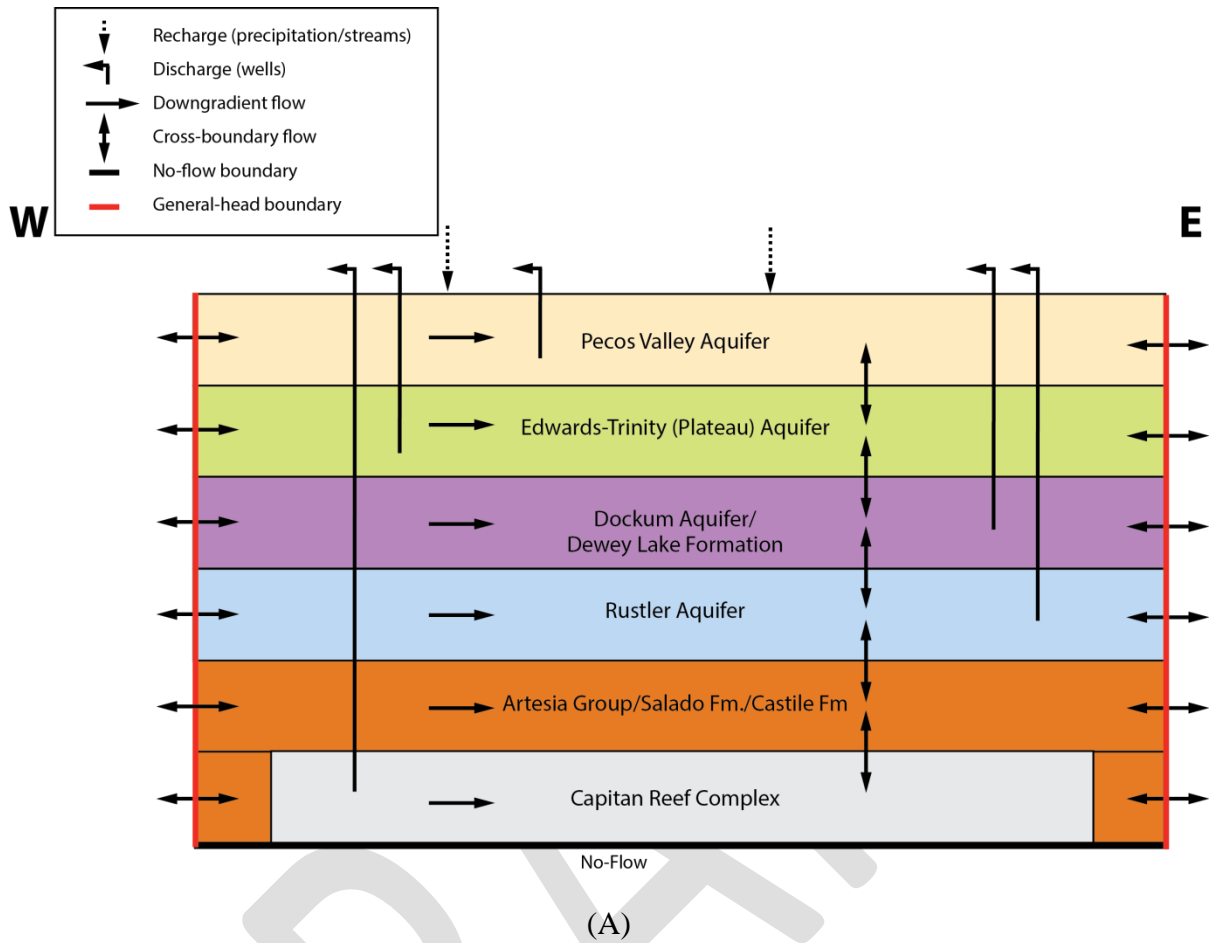 Recharge (precipitation/streams)
Discharge (wells)
Downgradient flow
Cross-boundary flow
No-flow boundary
General-head boundary
W
E
Pecos Valley Aquifer
Edwards-Trinity (Plateau) Aquifer
Dockum Aquifer/
Dewey Lake Formation
Rustler Aquifer
Artesia Group/Salado Fm./Castile Fm
Capitan Reef Complex
No-Flow
(A)